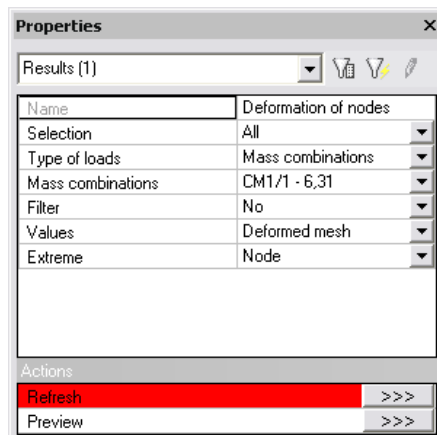 Properties
Results (1)
Name Deformation of nodes
Selection All
Type of loads Mass combinations
Mass combinations CM1/1 - 6,31
Filter No
Values Deformed mesh
Extreme Node
Actions
Refresh >>>
Preview >>>